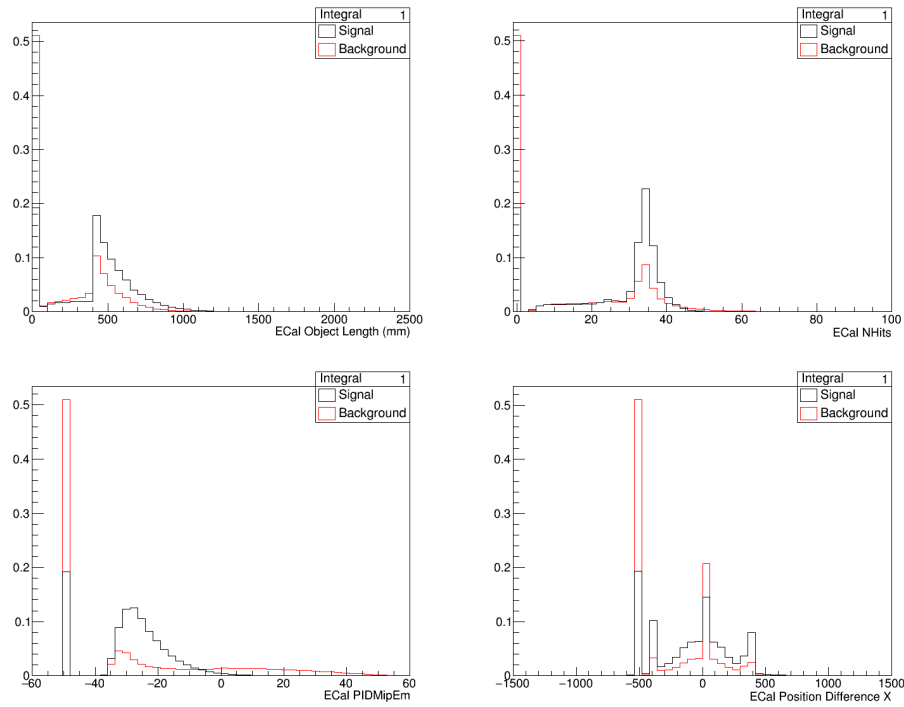 Integral 1
Signal
Background
0.5
0.4
0.3
0.2
0.1
0
0 500 1000 1500 2000 2500
ECal Object Length (mm)
Integral 1
Signal
Background
0.5
0.4
0.3
0.2
0.1
0
0 20 40 60 80 100
ECal NHits
Integral 1
Signal
Background
0.5
0.4
0.3
0.2
0.1
0
−60 −40 −20 0 20 40 60
ECal PIDMipEm
Integral 1
Signal
Background
0.5
0.4
0.3
0.2
0.1
0
−1500 −1000 −500 0 500 1000 1500
ECal Position Difference X